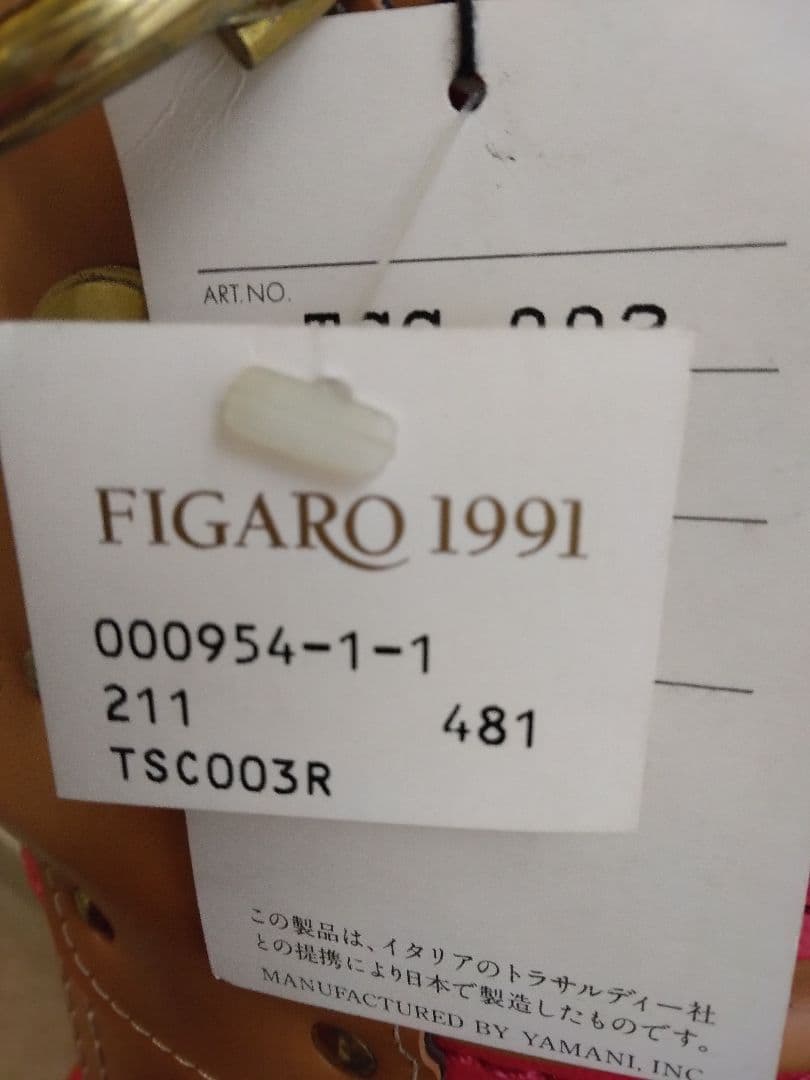 ART.NO.
FIGARO 1991
000954-1-1
211 481
TSC003R
この製品は、イタリアのトラサルディー社
との提携により日本で製造したものです。
MANUFACTURED BY YAMANI, INC